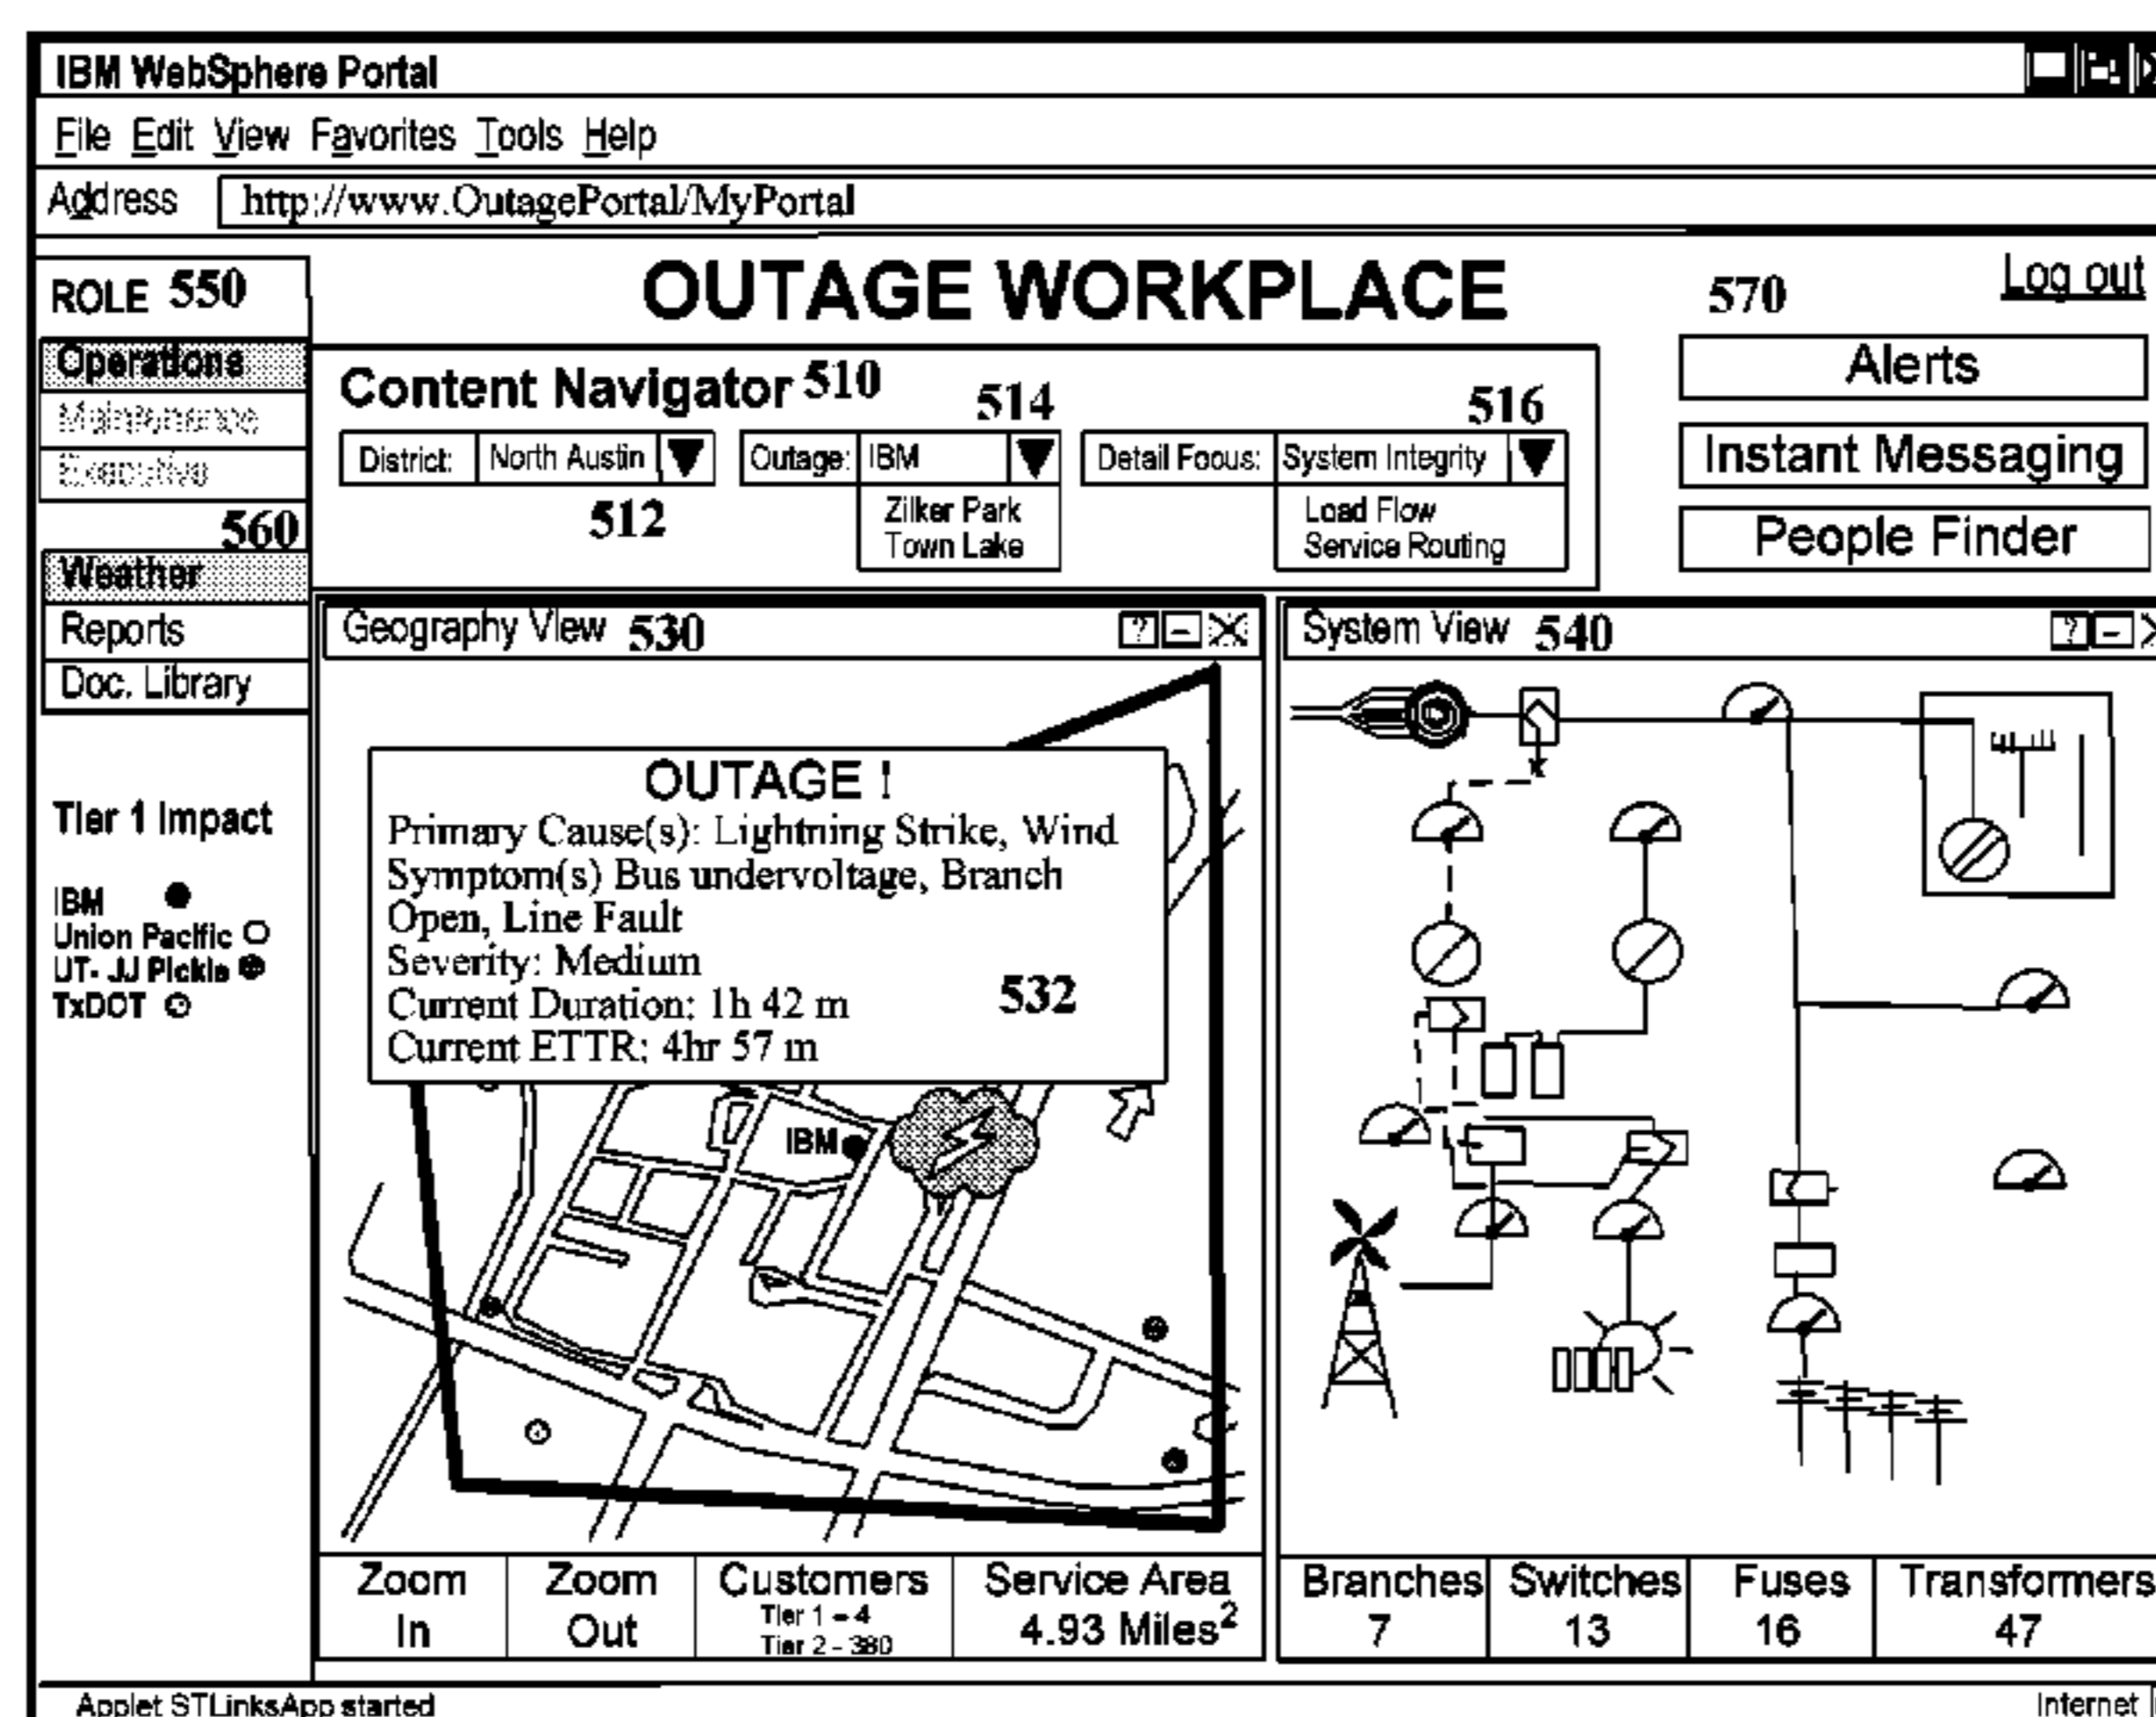 IBM WebSphere Portal
File Edit View Favorites Tools Help
Address http://www.OutagePortal/MyPortal
ROLE 550
OUTAGE WORKPLACE
570
Log out
Operations
Maintenance
Executive
560
Weather
Reports
Doc. Library
Content Navigator 510
514
516
District: North Austin
Outage: IBM
Detail Focus: System Integrity
512
Zilker Park
Town Lake
Load Flow
Service Routing
Alerts
Instant Messaging
People Finder
Tier 1 Impact
IBM
Union Pacific
UT- JJ Pickle
TxDOT
Geography View 530
?
OUTAGE !
Primary Cause(s): Lightning Strike, Wind
Symptom(s) Bus undervoltage, Branch
Open, Line Fault
Severity: Medium
532
Current Duration: 1h 42 m
Current ETTR: 4hr 57 m
IBM
Zoom
In
Zoom
Out
Customers
Tier 1 – 4
Tier 2 - 380
Service Area
4.93 Miles²
System View 540
?
Branches
7
Switches
13
Fuses
16
Transformers
47
Applet STLinksApp started
Internet